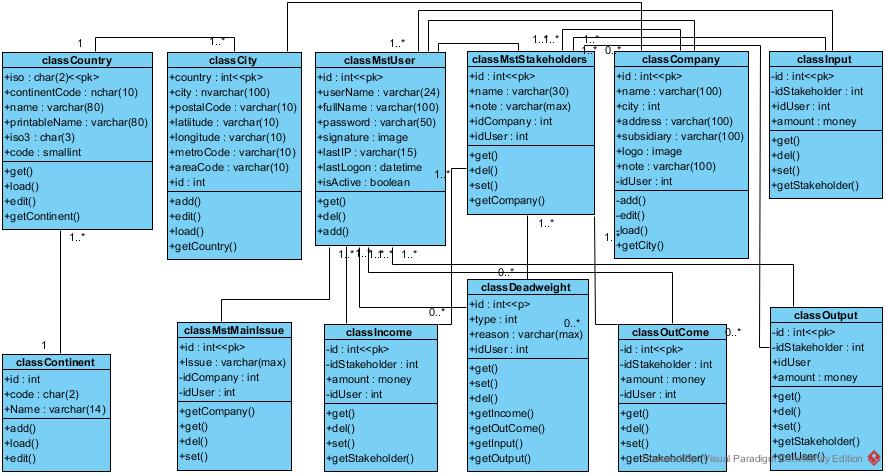 1
1..*
1..*
1..*
1..*
1..*
1..*
0..*
classCountry
+iso : char(2)<<pk>
+continentCode : nchar(10)
+name : varchar(80)
+printableName : varchar(80)
+iso3 : char(3)
+code : smallint
+get()
+load()
+edit()
+getContinent()
classCity
+country : int<<pk>
+city : nvarchar(100)
+postalCode : varchar(10)
+latiitude : varchar(10)
+longitude : varchar(10)
+metroCode : varchar(10)
+areaCode : varchar(10)
+id : int
+add()
+edit()
+load()
+getCountry()
classMstUser
+id : int<<pk>
+userName : varchar(24)
+fullName : varchar(100)
+password : varchar(50)
+signature : image
+lastIP : varchar(15)
+lastLogon : datetime
+isActive : boolean
+get()
+del()
+add()
classMstStakeholders
+id : int<<pk>
+name : varchar(30)
+note : varchar(max)
+idCompany : int
+idUser : int
+get()
+del()
+set()
+getCompany()
classCompany
+id : int<<pk>
+name : varchar(100)
+city : int
+address : varchar(100)
+subsidiary : varchar(100)
+logo : image
+note : varchar(100)
-idUser : int
-add()
-edit()
-load()
+getCity()
classInput
+id : int<<pk>
-idStakeholder : int
+idUser : int
+amount : money
+get()
+del()
+set()
+getStakeholder()
1..*
1..*
1..*
1..*
1..*
1..*
1..*
1..*
1..*
0..*
0..*
0..*
0..*
1
classContinent
+id : int
+code : char(2)
+Name : varchar(14)
+add()
+load()
+edit()
classMstMainIssue
+id : int<<pk>
+Issue : varchar(max)
-idCompany : int
-idUser : int
+getCompany()
+get()
+del()
+set()
classIncome
-id : int<<pk>
-idStakeholder : int
+amount : money
-idUser : int
+get()
+del()
+set()
+getStakeholder()
classDeadweight
+id : int<<p>
+type : int
+reason : varchar(max)
+idUser : int
+get()
+set()
+del()
+getIncome()
+getOutCome()
+getInput()
+getOutput()
classOutCome
-id : int<<pk>
-idStakeholder : int
+amount : money
-idUser : int
+get()
+del()
+set()
+getStakeholder()
classOutput
-id : int<<pk>
-idStakeholder : int
+idUser
+amount : money
+get()
+del()
+set()
+getStakeholder()
+getUser()
Visual Paradigm Community Edition